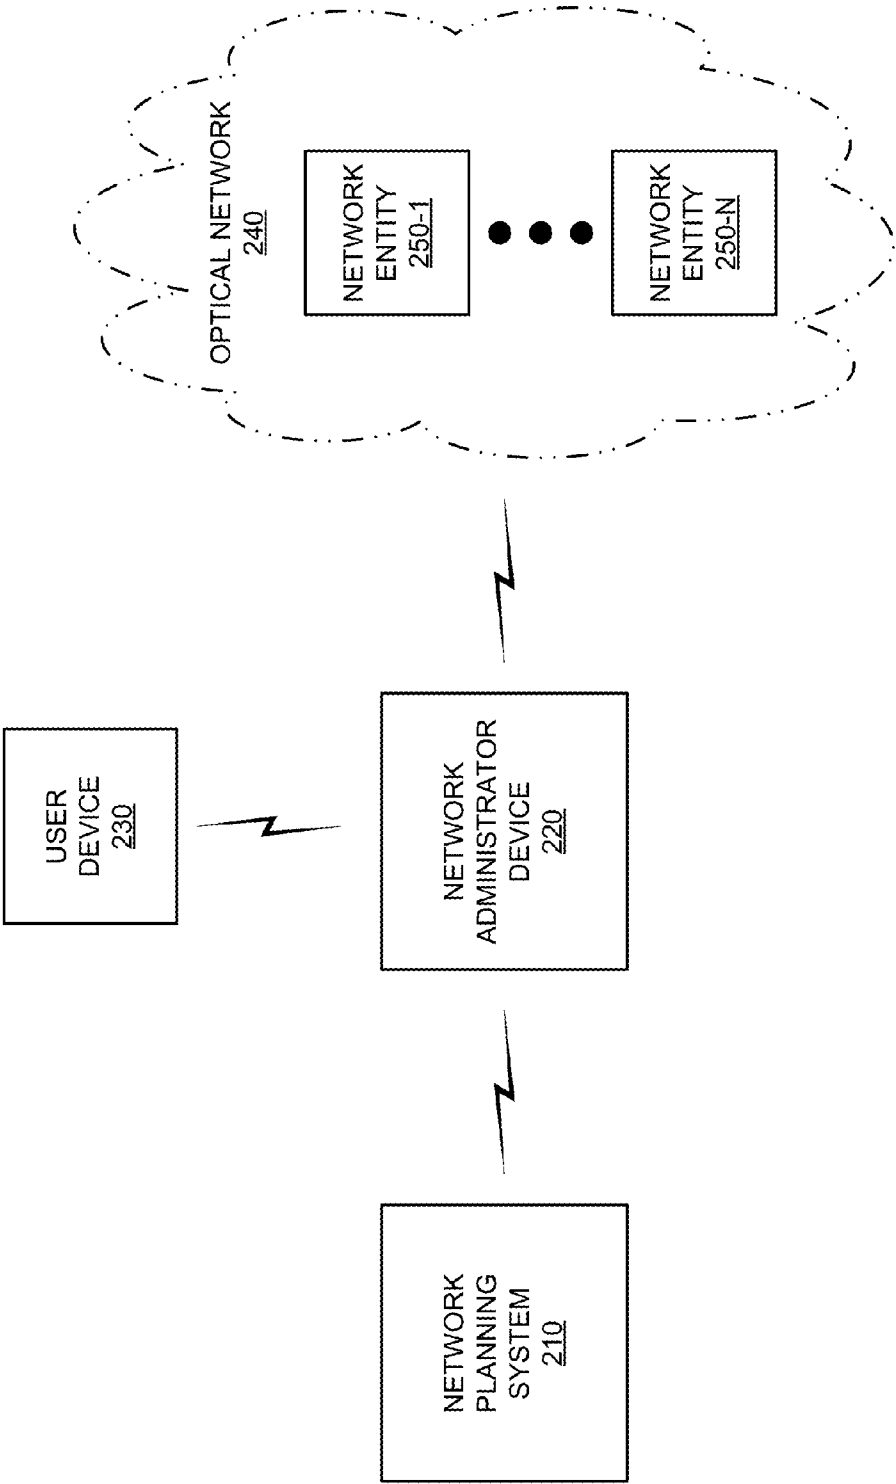 NETWORK
PLANNING
SYSTEM
210
NETWORK
ADMINISTRATOR
DEVICE
220
USER
DEVICE
230
OPTICAL NETWORK
240
NETWORK
ENTITY
250-1
NETWORK
ENTITY
250-N